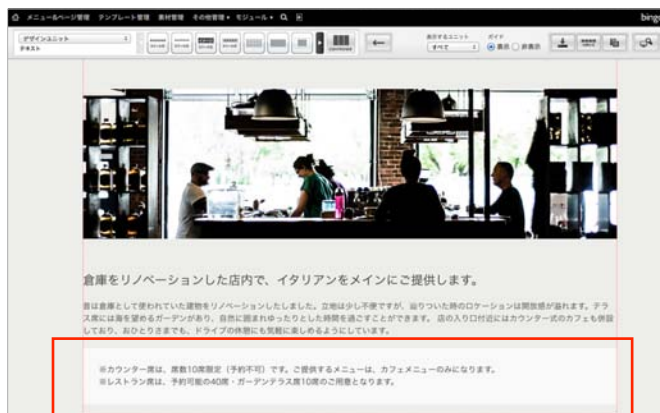 メニュー&ページ管理 テンプレート管理 素材管理 その他管理 モジュール
bingo
デザインユニット
テキスト
表示するユニット
すべて
ガイド
表示 非表示
倉庫をリノベーションした店内で、イタリアンをメインにご提供します。
昔は倉庫として使われていた建物をリノベーションしたしました。立地は少し不便ですが、辿りついた時のロケーションは開放感が溢れます。テラ
ス席には海を望めるガーデンがあり、自然に囲まれゆったりとした時間を過ごすことができます。 店の入り口付近にはカウンター式のカフェも併設
しており、おひとりさまでも、ドライブの休憩にも気軽に楽しめるようにしています。
※カウンター席は、席数10席限定（予約不可）です。ご提供するメニューは、カフェメニューのみになります。
※レストラン席は、予約可能の40席・ガーデンテラス席10席のご用意となります。